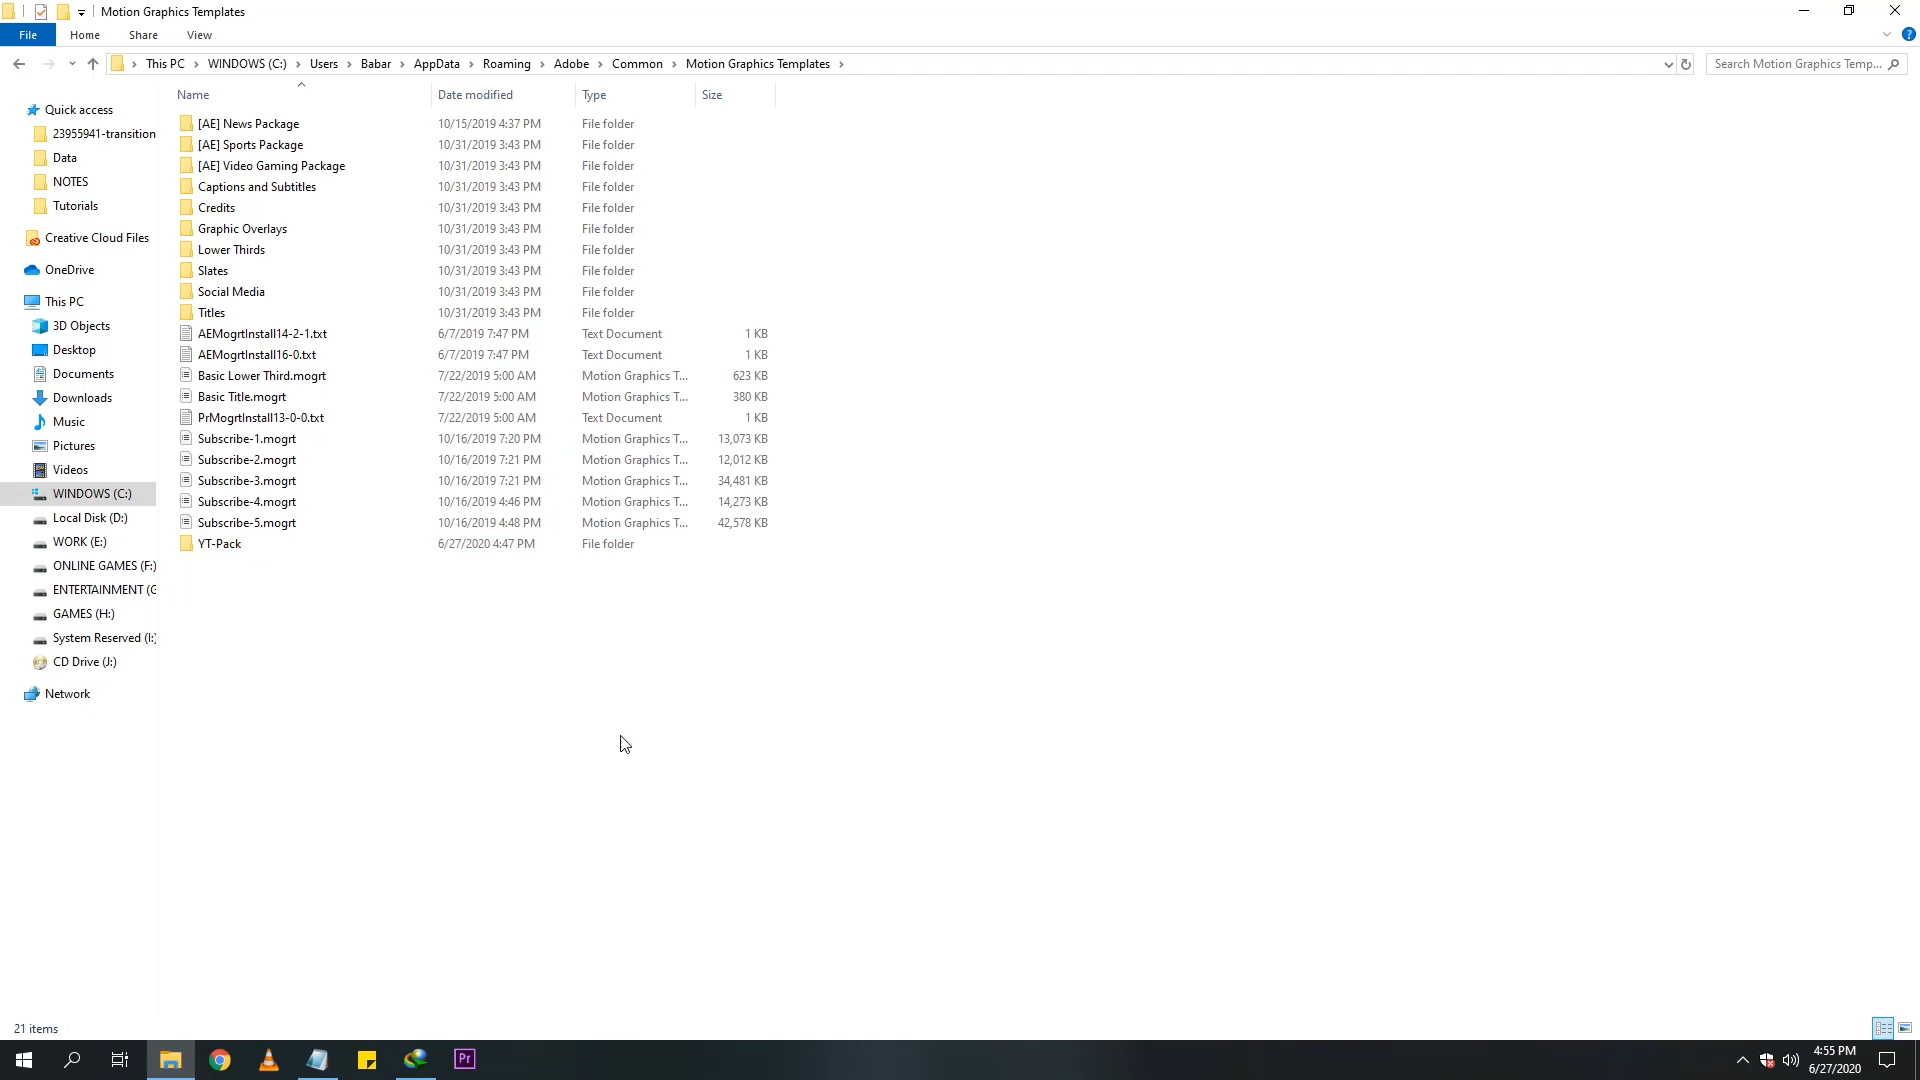 Motion Graphics Templates
File Home Share View
This PC WINDOWS (C:) Users Babar AppData Roaming Adobe Common Motion Graphics Templates
Search Motion Graphics Temp...
Name Date modified Type Size
Quick access
23955941-transition
Data
NOTES
Tutorials
Creative Cloud Files
OneDrive
This PC
3D Objects
Desktop
Documents
Downloads
Music
Pictures
Videos
WINDOWS (C:)
Local Disk (D:)
WORK (E:)
ONLINE GAMES (F:)
ENTERTAINMENT (G
GAMES (H:)
System Reserved (I:)
CD Drive (J:)
Network
[AE] News Package 10/15/2019 4:37 PM File folder
[AE] Sports Package 10/31/2019 3:43 PM File folder
[AE] Video Gaming Package 10/31/2019 3:43 PM File folder
Captions and Subtitles 10/31/2019 3:43 PM File folder
Credits 10/31/2019 3:43 PM File folder
Graphic Overlays 10/31/2019 3:43 PM File folder
Lower Thirds 10/31/2019 3:43 PM File folder
Slates 10/31/2019 3:43 PM File folder
Social Media 10/31/2019 3:43 PM File folder
Titles 10/31/2019 3:43 PM File folder
AEMogrtInstall14-2-1.txt 6/7/2019 7:47 PM Text Document 1 KB
AEMogrtInstall16-0.txt 6/7/2019 7:47 PM Text Document 1 KB
Basic Lower Third.mogrt 7/22/2019 5:00 AM Motion Graphics T... 623 KB
Basic Title.mogrt 7/22/2019 5:00 AM Motion Graphics T... 380 KB
PrMogrtInstall13-0-0.txt 7/22/2019 5:00 AM Text Document 1 KB
Subscribe-1.mogrt 10/16/2019 7:20 PM Motion Graphics T... 13,073 KB
Subscribe-2.mogrt 10/16/2019 7:21 PM Motion Graphics T... 12,012 KB
Subscribe-3.mogrt 10/16/2019 7:21 PM Motion Graphics T... 34,481 KB
Subscribe-4.mogrt 10/16/2019 4:46 PM Motion Graphics T... 14,273 KB
Subscribe-5.mogrt 10/16/2019 4:48 PM Motion Graphics T... 42,578 KB
YT-Pack 6/27/2020 4:47 PM File folder
21 items
Pr
4:55 PM
6/27/2020